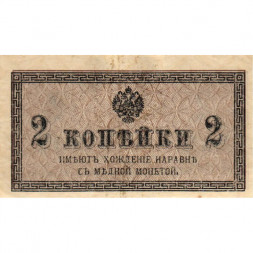 2 КОПѢЙКИ 2
ИМѢЮТЪ ХОЖДЕНІЕ НАРАВНѢ
СЪ МѢДНОЙ МОНЕТОЙ.